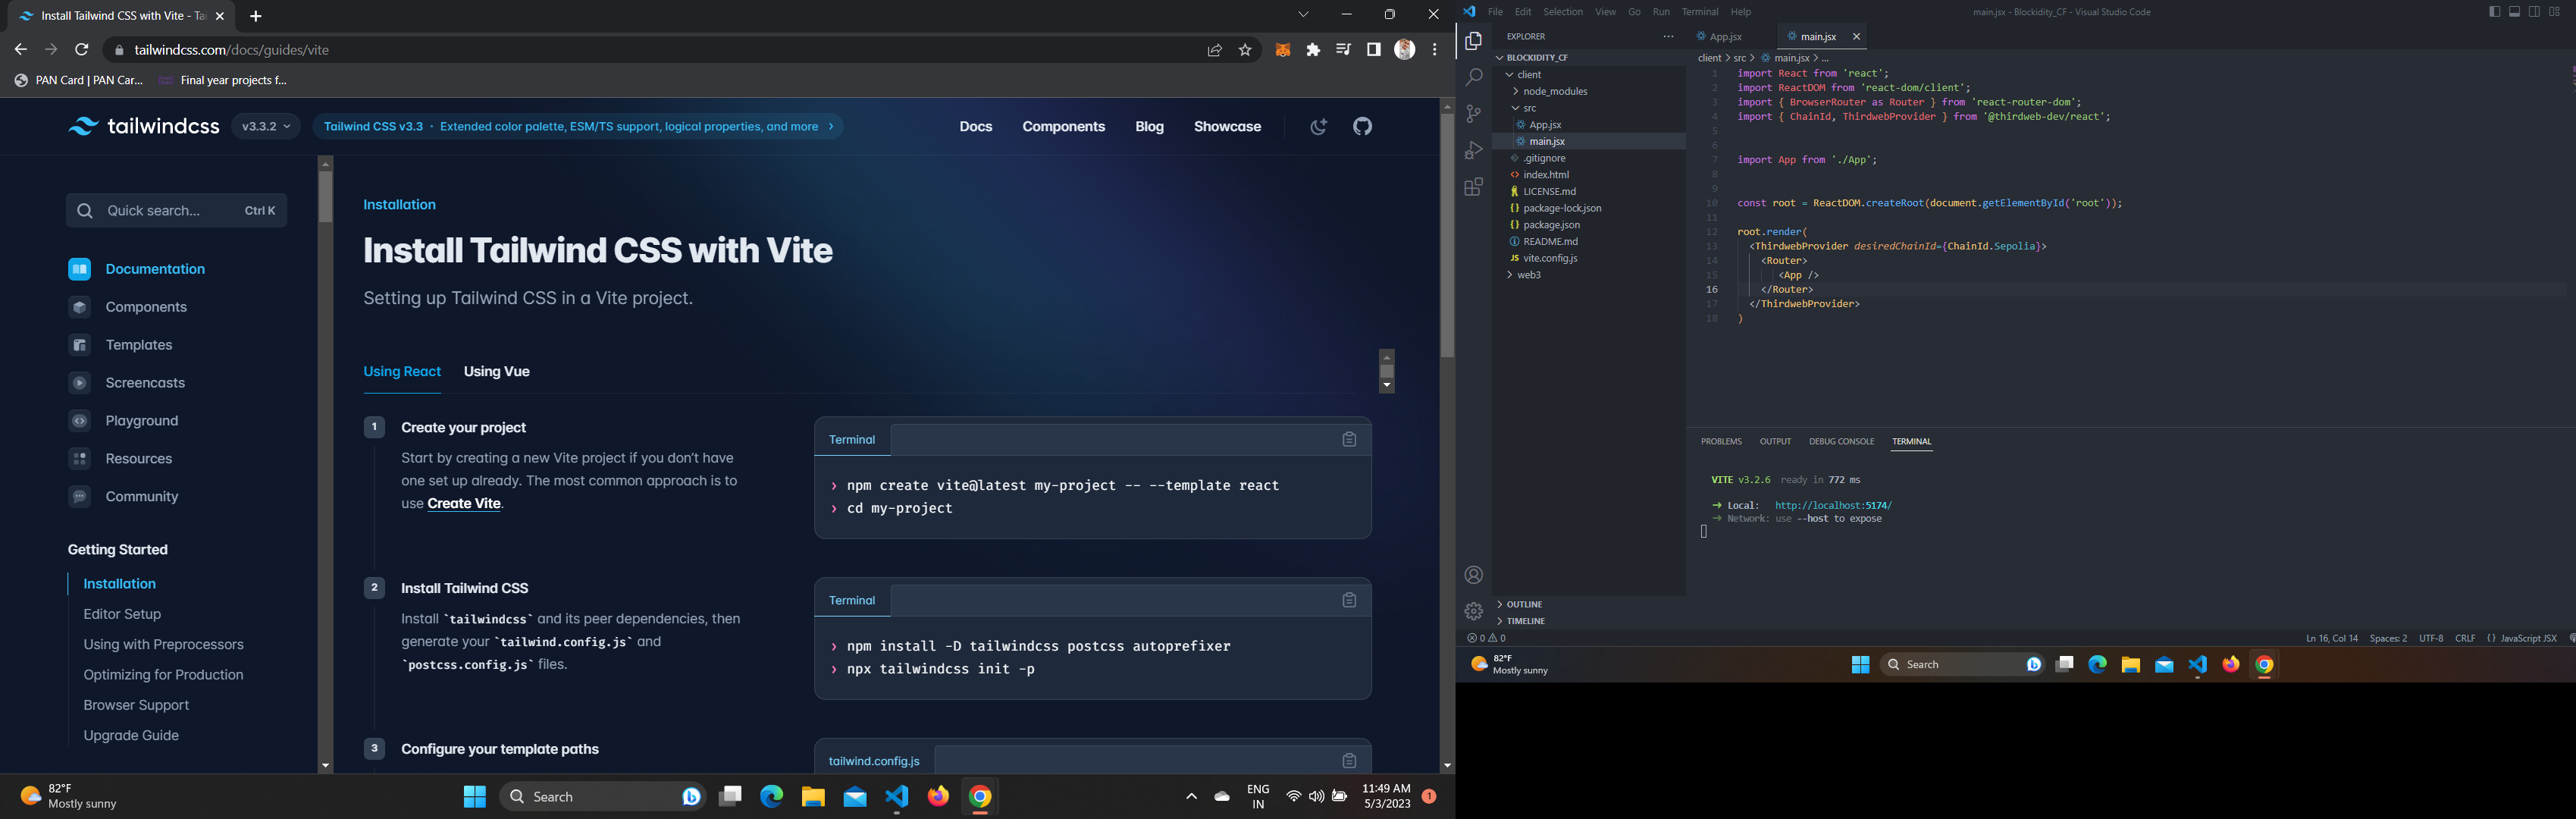 Install Tailwind CSS with Vite - Ta
tailwindcss.com/docs/guides/vite
PAN Card | PAN Car...
Final year projects f...
tailwindcss
v3.3.2
Tailwind CSS v3.3 · Extended color palette, ESM/TS support, logical properties, and more
Docs
Components
Blog
Showcase
Quick search...
Ctrl K
Documentation
Components
Templates
Screencasts
Playground
Resources
Community
Getting Started
Installation
Editor Setup
Using with Preprocessors
Optimizing for Production
Browser Support
Upgrade Guide
Installation
Install Tailwind CSS with Vite
Setting up Tailwind CSS in a Vite project.
Using React
Using Vue
1
Create your project
Start by creating a new Vite project if you don’t have
one set up already. The most common approach is to
use Create Vite.
Terminal
› npm create vite@latest my-project -- --template react
› cd my-project
2
Install Tailwind CSS
Install `tailwindcss` and its peer dependencies, then
generate your `tailwind.config.js` and
`postcss.config.js` files.
Terminal
› npm install -D tailwindcss postcss autoprefixer
› npx tailwindcss init -p
3
Configure your template paths
tailwind.config.js
82°F
Mostly sunny
Search
ENG
IN
11:49 AM
5/3/2023
1
File Edit Selection View Go Run Terminal Help
main.jsx - Blockidity_CF - Visual Studio Code
EXPLORER
BLOCKIDITY_CF
client
node_modules
src
App.jsx
main.jsx
.gitignore
index.html
LICENSE.md
package-lock.json
package.json
README.md
JS vite.config.js
web3
OUTLINE
TIMELINE
App.jsx
main.jsx
client > src > main.jsx > ...
1 import React from 'react';
2 import ReactDOM from 'react-dom/client';
3 import { BrowserRouter as Router } from 'react-router-dom';
4 import { ChainId, ThirdwebProvider } from '@thirdweb-dev/react';
5
6
7 import App from './App';
8
9
10 const root = ReactDOM.createRoot(document.getElementById('root'));
11
12 root.render(
13 <ThirdwebProvider desiredChainId={ChainId.Sepolia}>
14 <Router>
15 <App />
16 </Router>
17 </ThirdwebProvider>
18 )
PROBLEMS OUTPUT DEBUG CONSOLE TERMINAL
VITE v3.2.6 ready in 772 ms
➜ Local: http://localhost:5174/
➜ Network: use --host to expose
0 0
Ln 16, Col 14 Spaces: 2 UTF-8 CRLF {} JavaScript JSX
82°F
Mostly sunny
Search